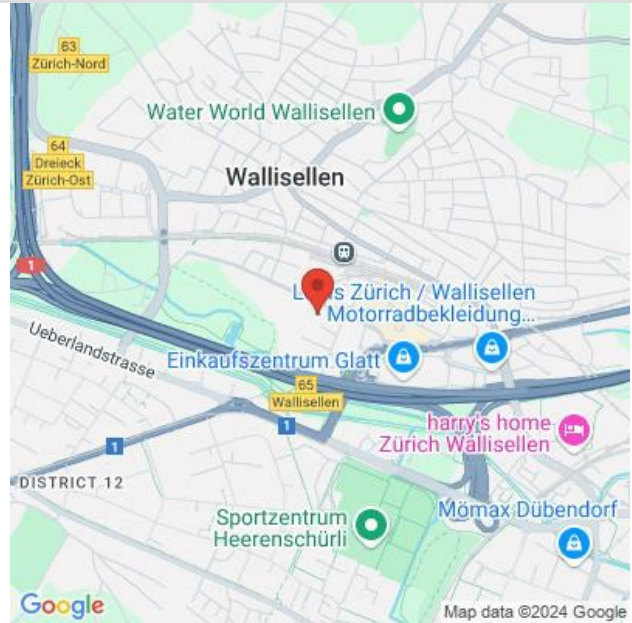 63
Zürich-Nord
Water World Wallisellen
64
Dreieck
Zürich-Ost
Wallisellen
1
Zürich / Wallisellen
Motorradbekleidung...
Ueberlandstrasse
Einkaufszentrum Glatt
65
Wallisellen
1
1
harry's home
Zürich Wallisellen
DISTRICT 12
Mömax Dübendorf
Sportzentrum
Heerenschürli
Google
Map data ©2024 Google